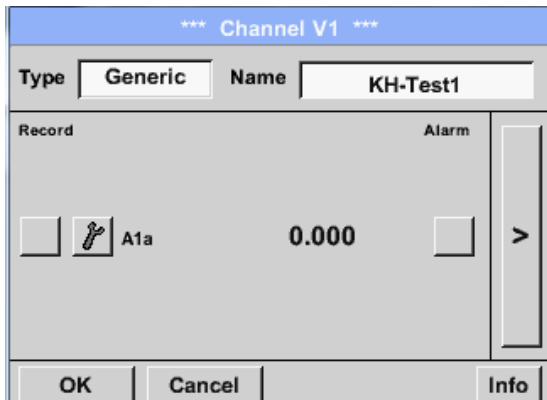 *** Channel V1 ***
Type Generic Name KH-Test1
Record Alarm
A1a 0.000 >
OK Cancel Info